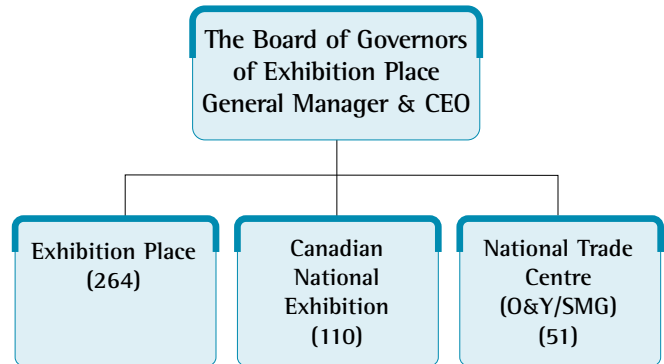 The Board of Governors
of Exhibition Place
General Manager & CEO
Exhibition Place
(264)
Canadian
National
Exhibition
(110)
National Trade
Centre
(O&Y/SMG)
(51)